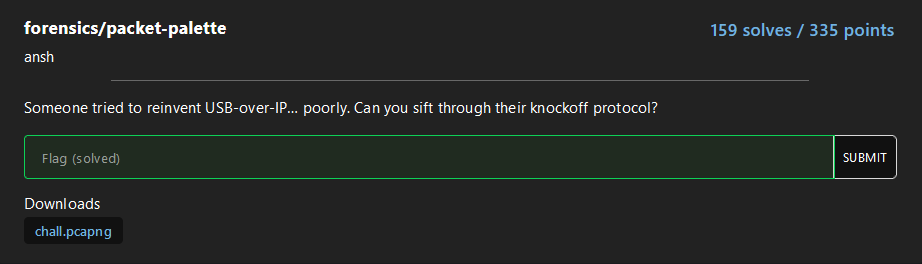 forensics/packet-palette
159 solves / 335 points
ansh
Someone tried to reinvent USB-over-IP... poorly. Can you sift through their knockoff protocol?
Flag (solved)
SUBMIT
Downloads
chall.pcapng